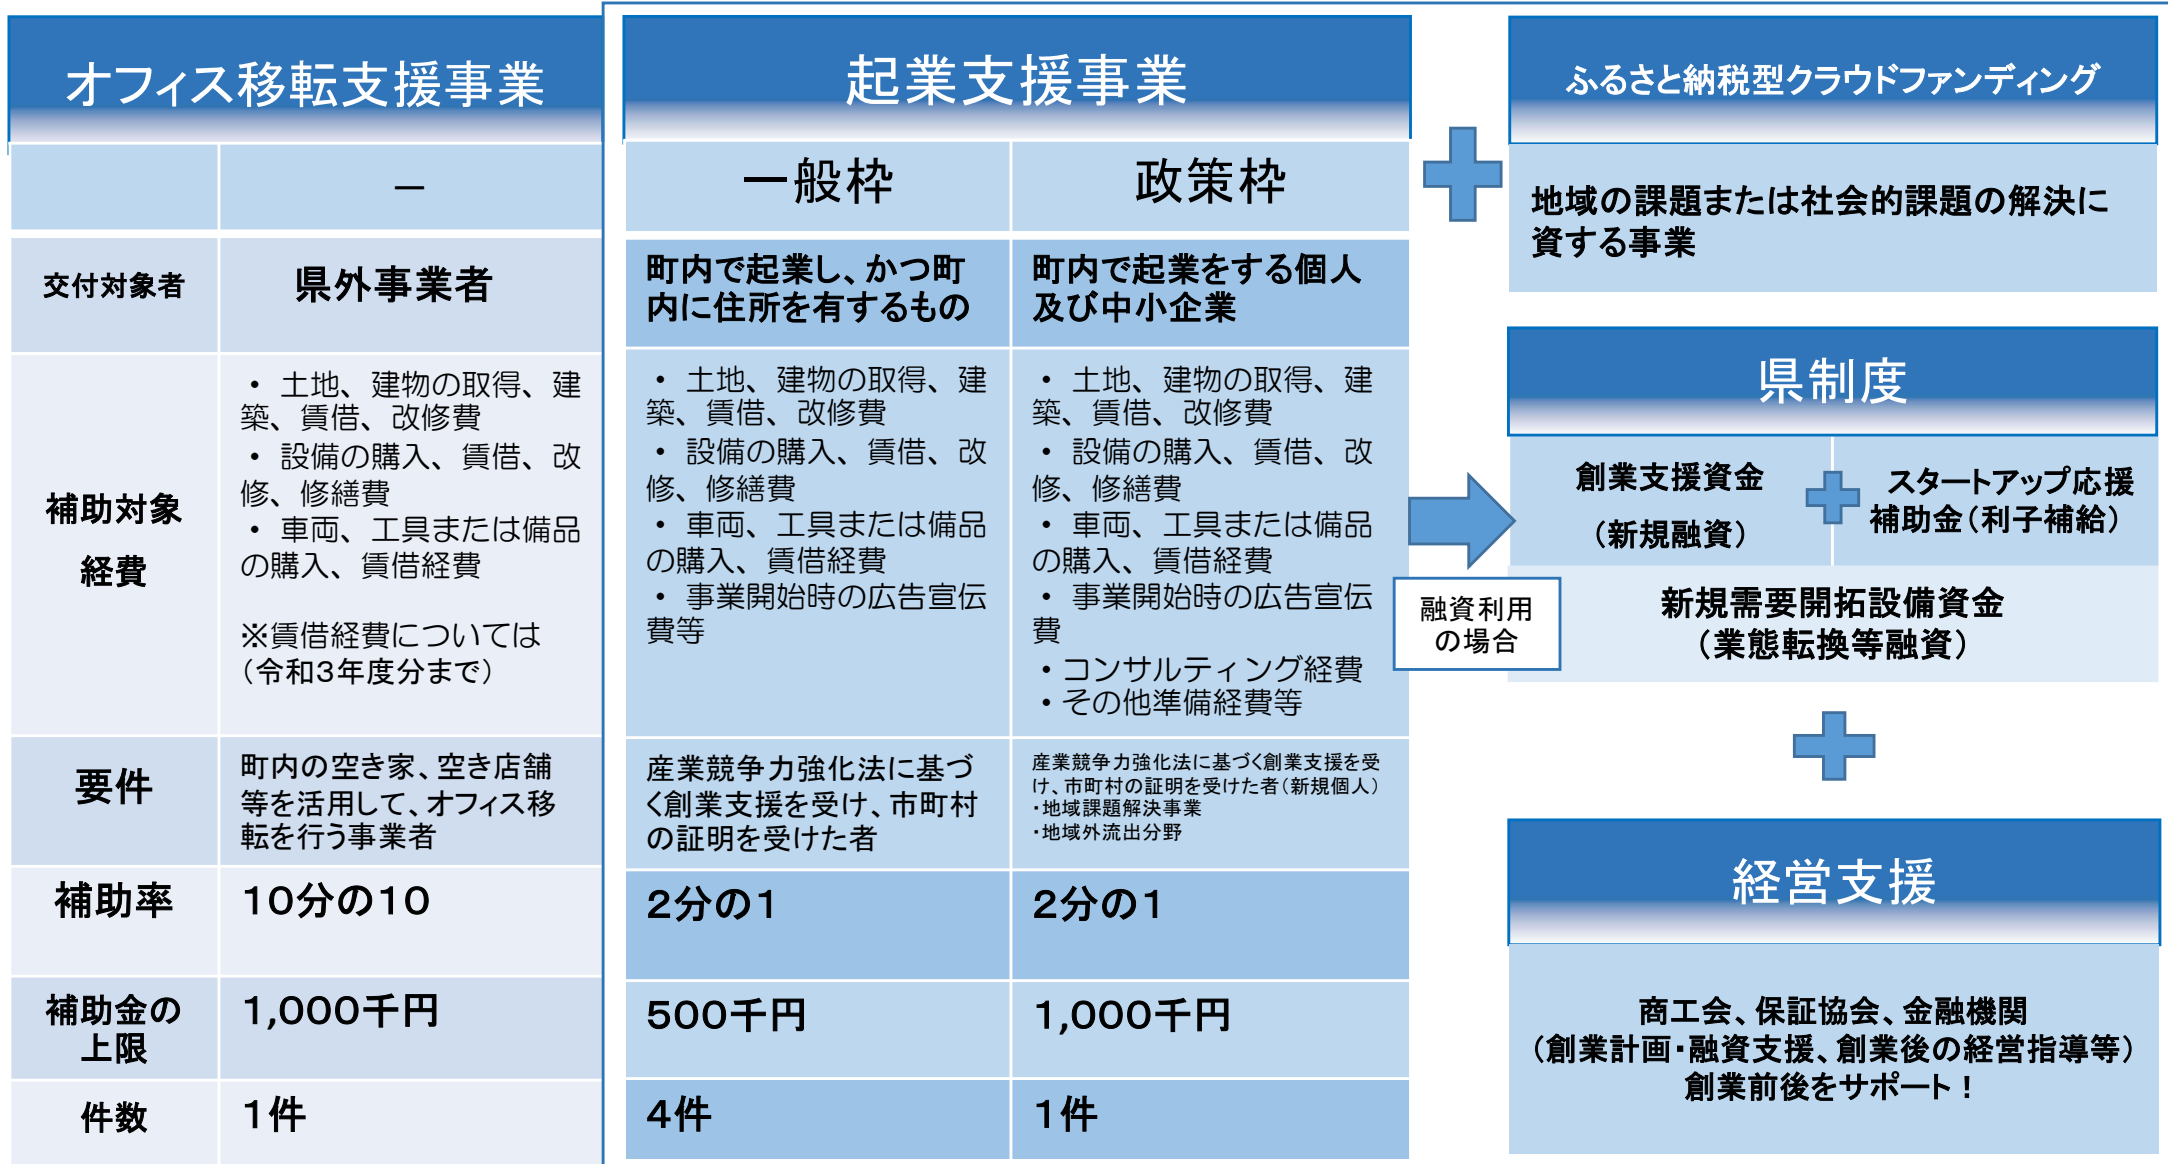 オフィス移転支援事業
－
交付対象者
県外事業者
補助対象
経費
・ 土地、建物の取得、建
築、賃借、改修費
・ 設備の購入、賃借、改
修、修繕費
・ 車両、工具または備品
の購入、賃借経費
※賃借経費については
（令和3年度分まで）
要件
町内の空き家、空き店舗
等を活用して、オフィス移
転を行う事業者
補助率
10分の10
補助金の
上限
1,000千円
件数
1件
起業支援事業
一般枠
政策枠
町内で起業し、かつ町
内に住所を有するもの
町内で起業をする個人
及び中小企業
・ 土地、建物の取得、建
築、賃借、改修費
・ 設備の購入、賃借、改
修、修繕費
・ 車両、工具または備品
の購入、賃借経費
・ 事業開始時の広告宣伝
費等
・ 土地、建物の取得、建
築、賃借、改修費
・ 設備の購入、賃借、改
修、修繕費
・ 車両、工具または備品
の購入、賃借経費
・ 事業開始時の広告宣伝
費
・コンサルティング経費
・その他準備経費等
産業競争力強化法に基づ
く創業支援を受け、市町村
の証明を受けた者
産業競争力強化法に基づく創業支援を受
け、市町村の証明を受けた者（新規個人）
・地域課題解決事業
・地域外流出分野
2分の1
2分の1
500千円
1,000千円
4件
1件
ふるさと納税型クラウドファンディング
地域の課題または社会的課題の解決に
資する事業
融資利用
の場合
県制度
創業支援資金
（新規融資）
スタートアップ応援
補助金（利子補給）
新規需要開拓設備資金
（業態転換等融資）
経営支援
商工会、保証協会、金融機関
（創業計画・融資支援、創業後の経営指導等）
創業前後をサポート！